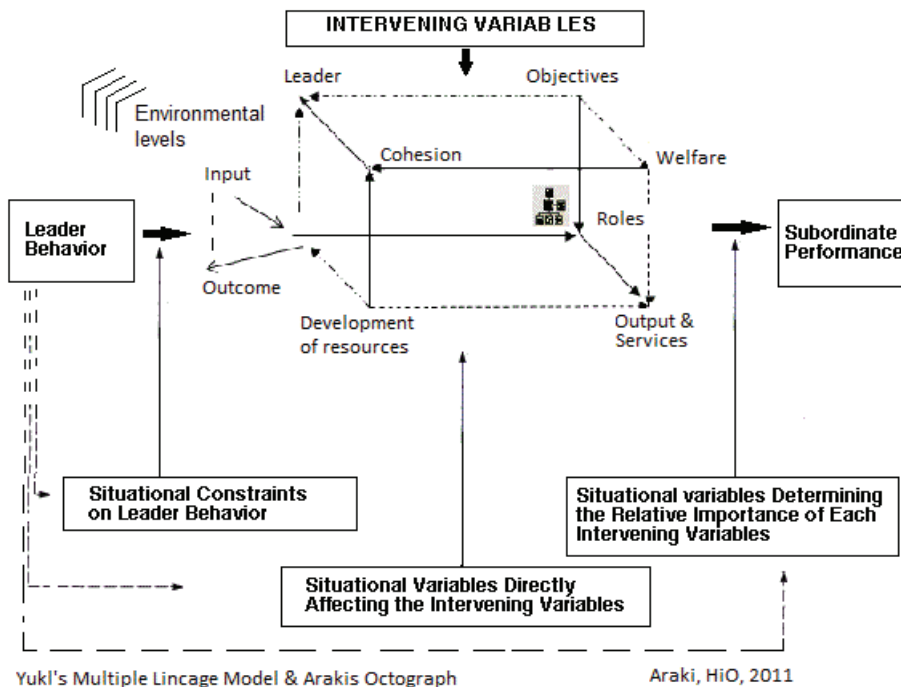 INTERVENING VARIAB LES
Leader
Objectives
Environmental
levels
Cohesion
Welfare
Input
Roles
Leader
Behavior
Subordinate
Performance
Outcome
Development
of resources
Output &
Services
Situational Constraints
on Leader Behavior
Situational variables Determining
the Relative Importance of Each
Intervening Variables
Situational Variables Directly
Affecting the Intervening Variables
Yukl's Multiple Lincage Model & Arakis Octograph
Araki, HiO, 2011